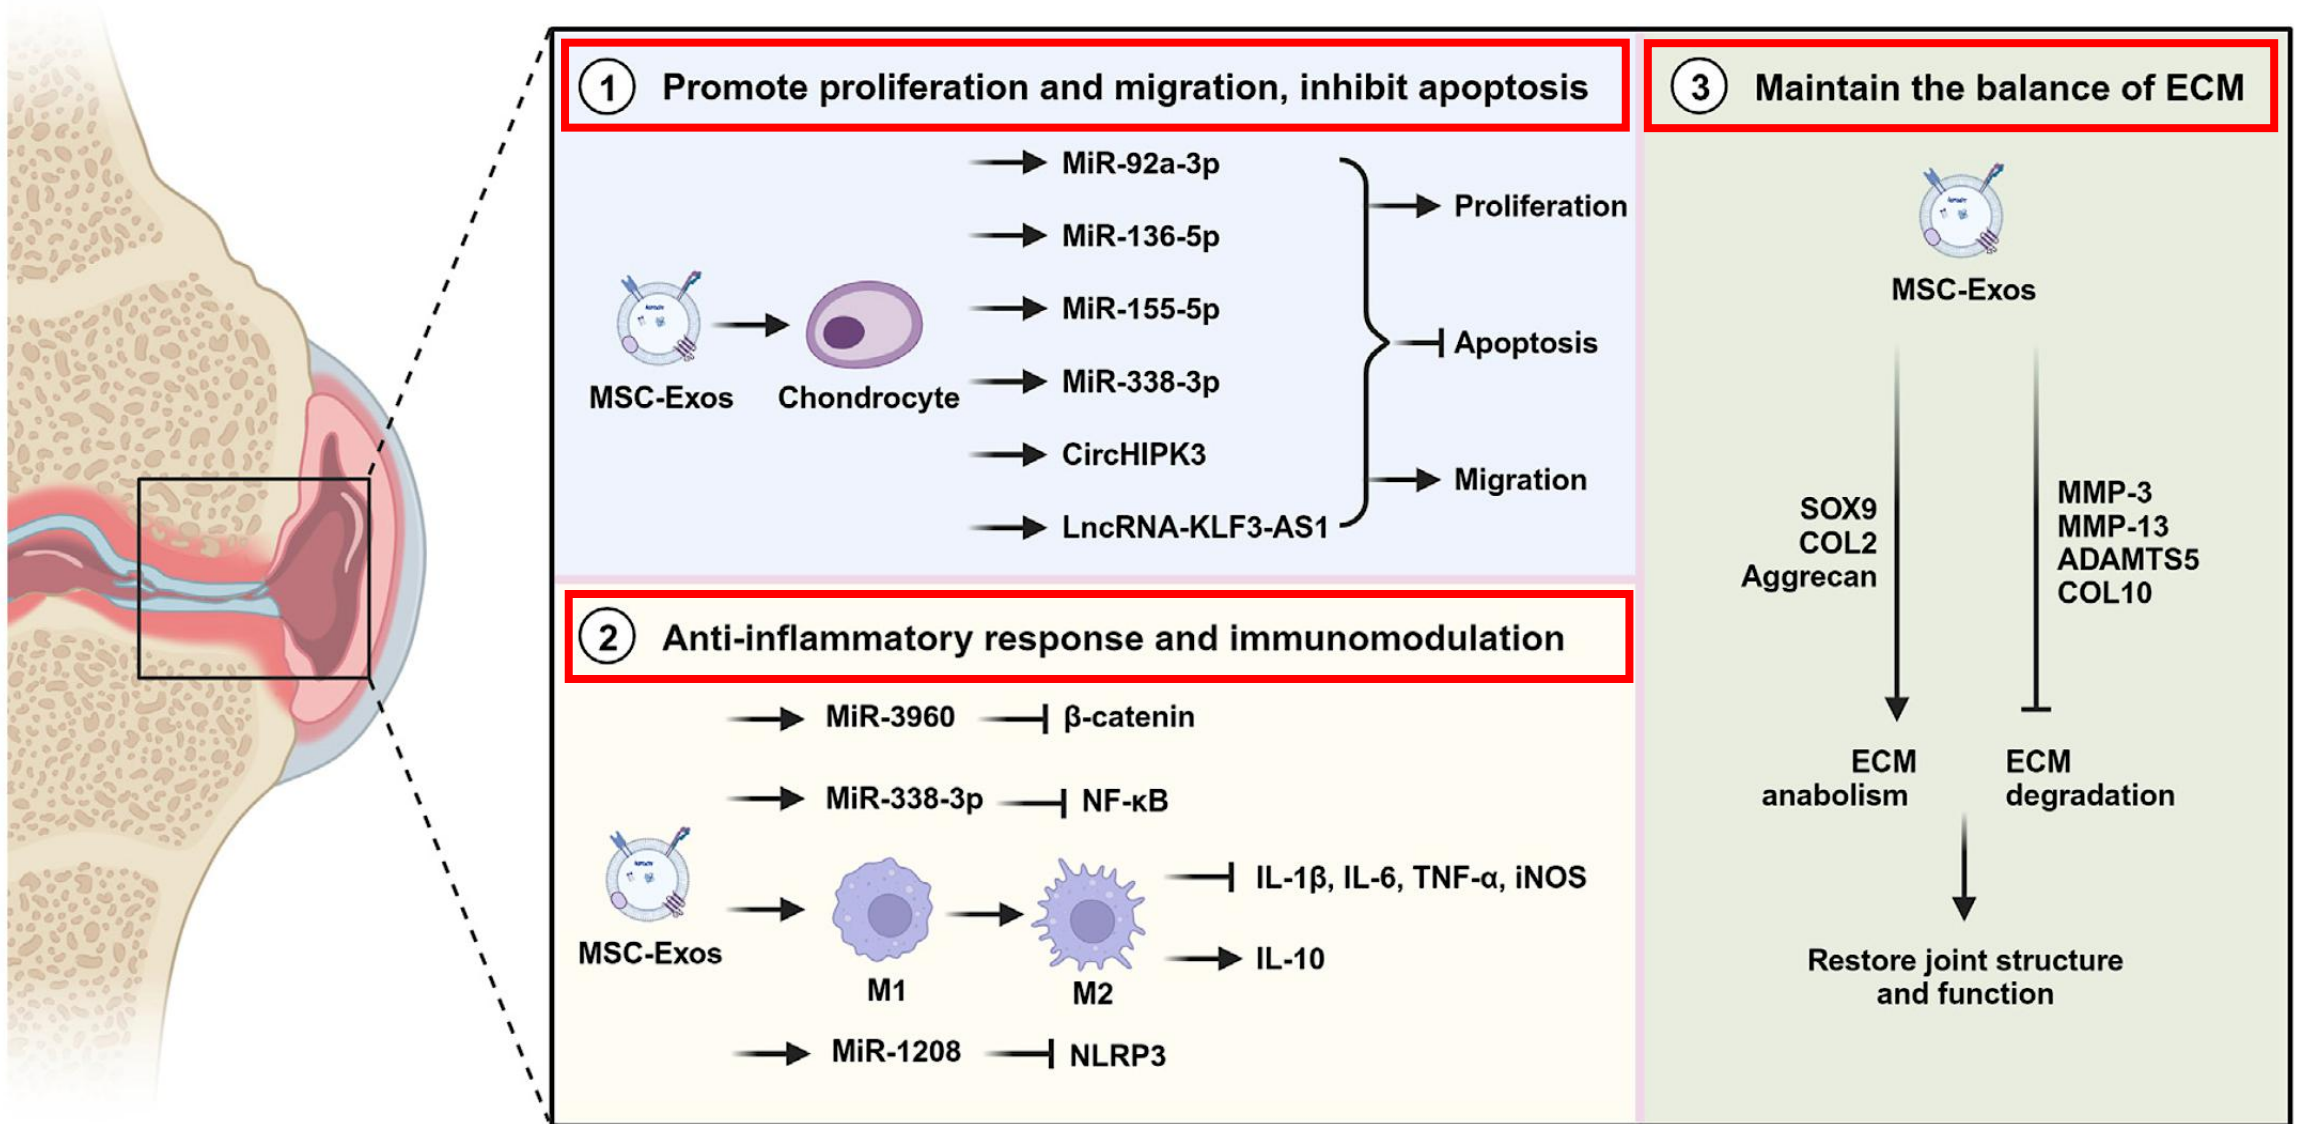 1 Promote proliferation and migration, inhibit apoptosis
MiR-92a-3p
MiR-136-5p
MiR-155-5p
MiR-338-3p
CircHIPK3
LncRNA-KLF3-AS1
MSC-Exos
Chondrocyte
Proliferation
Apoptosis
Migration
2 Anti-inflammatory response and immunomodulation
MiR-3960
β-catenin
MiR-338-3p
NF-κB
MSC-Exos
M1
M2
IL-1β, IL-6, TNF-α, iNOS
IL-10
MiR-1208
NLRP3
3 Maintain the balance of ECM
MSC-Exos
SOX9
COL2
Aggrecan
MMP-3
MMP-13
ADAMTS5
COL10
ECM
anabolism
ECM
degradation
Restore joint structure
and function